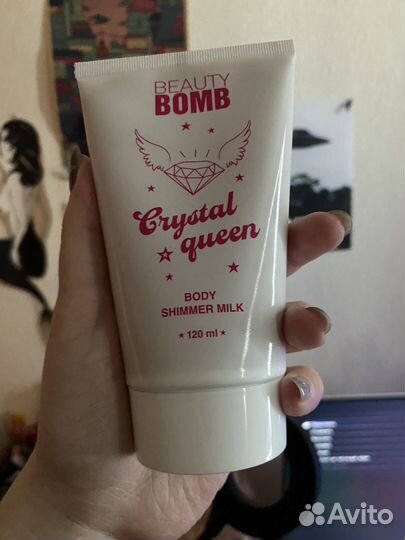 BEAUTY
BOMB
Crystal
queen
BODY
SHIMMER MILK
★ 120 ml ★
Avito